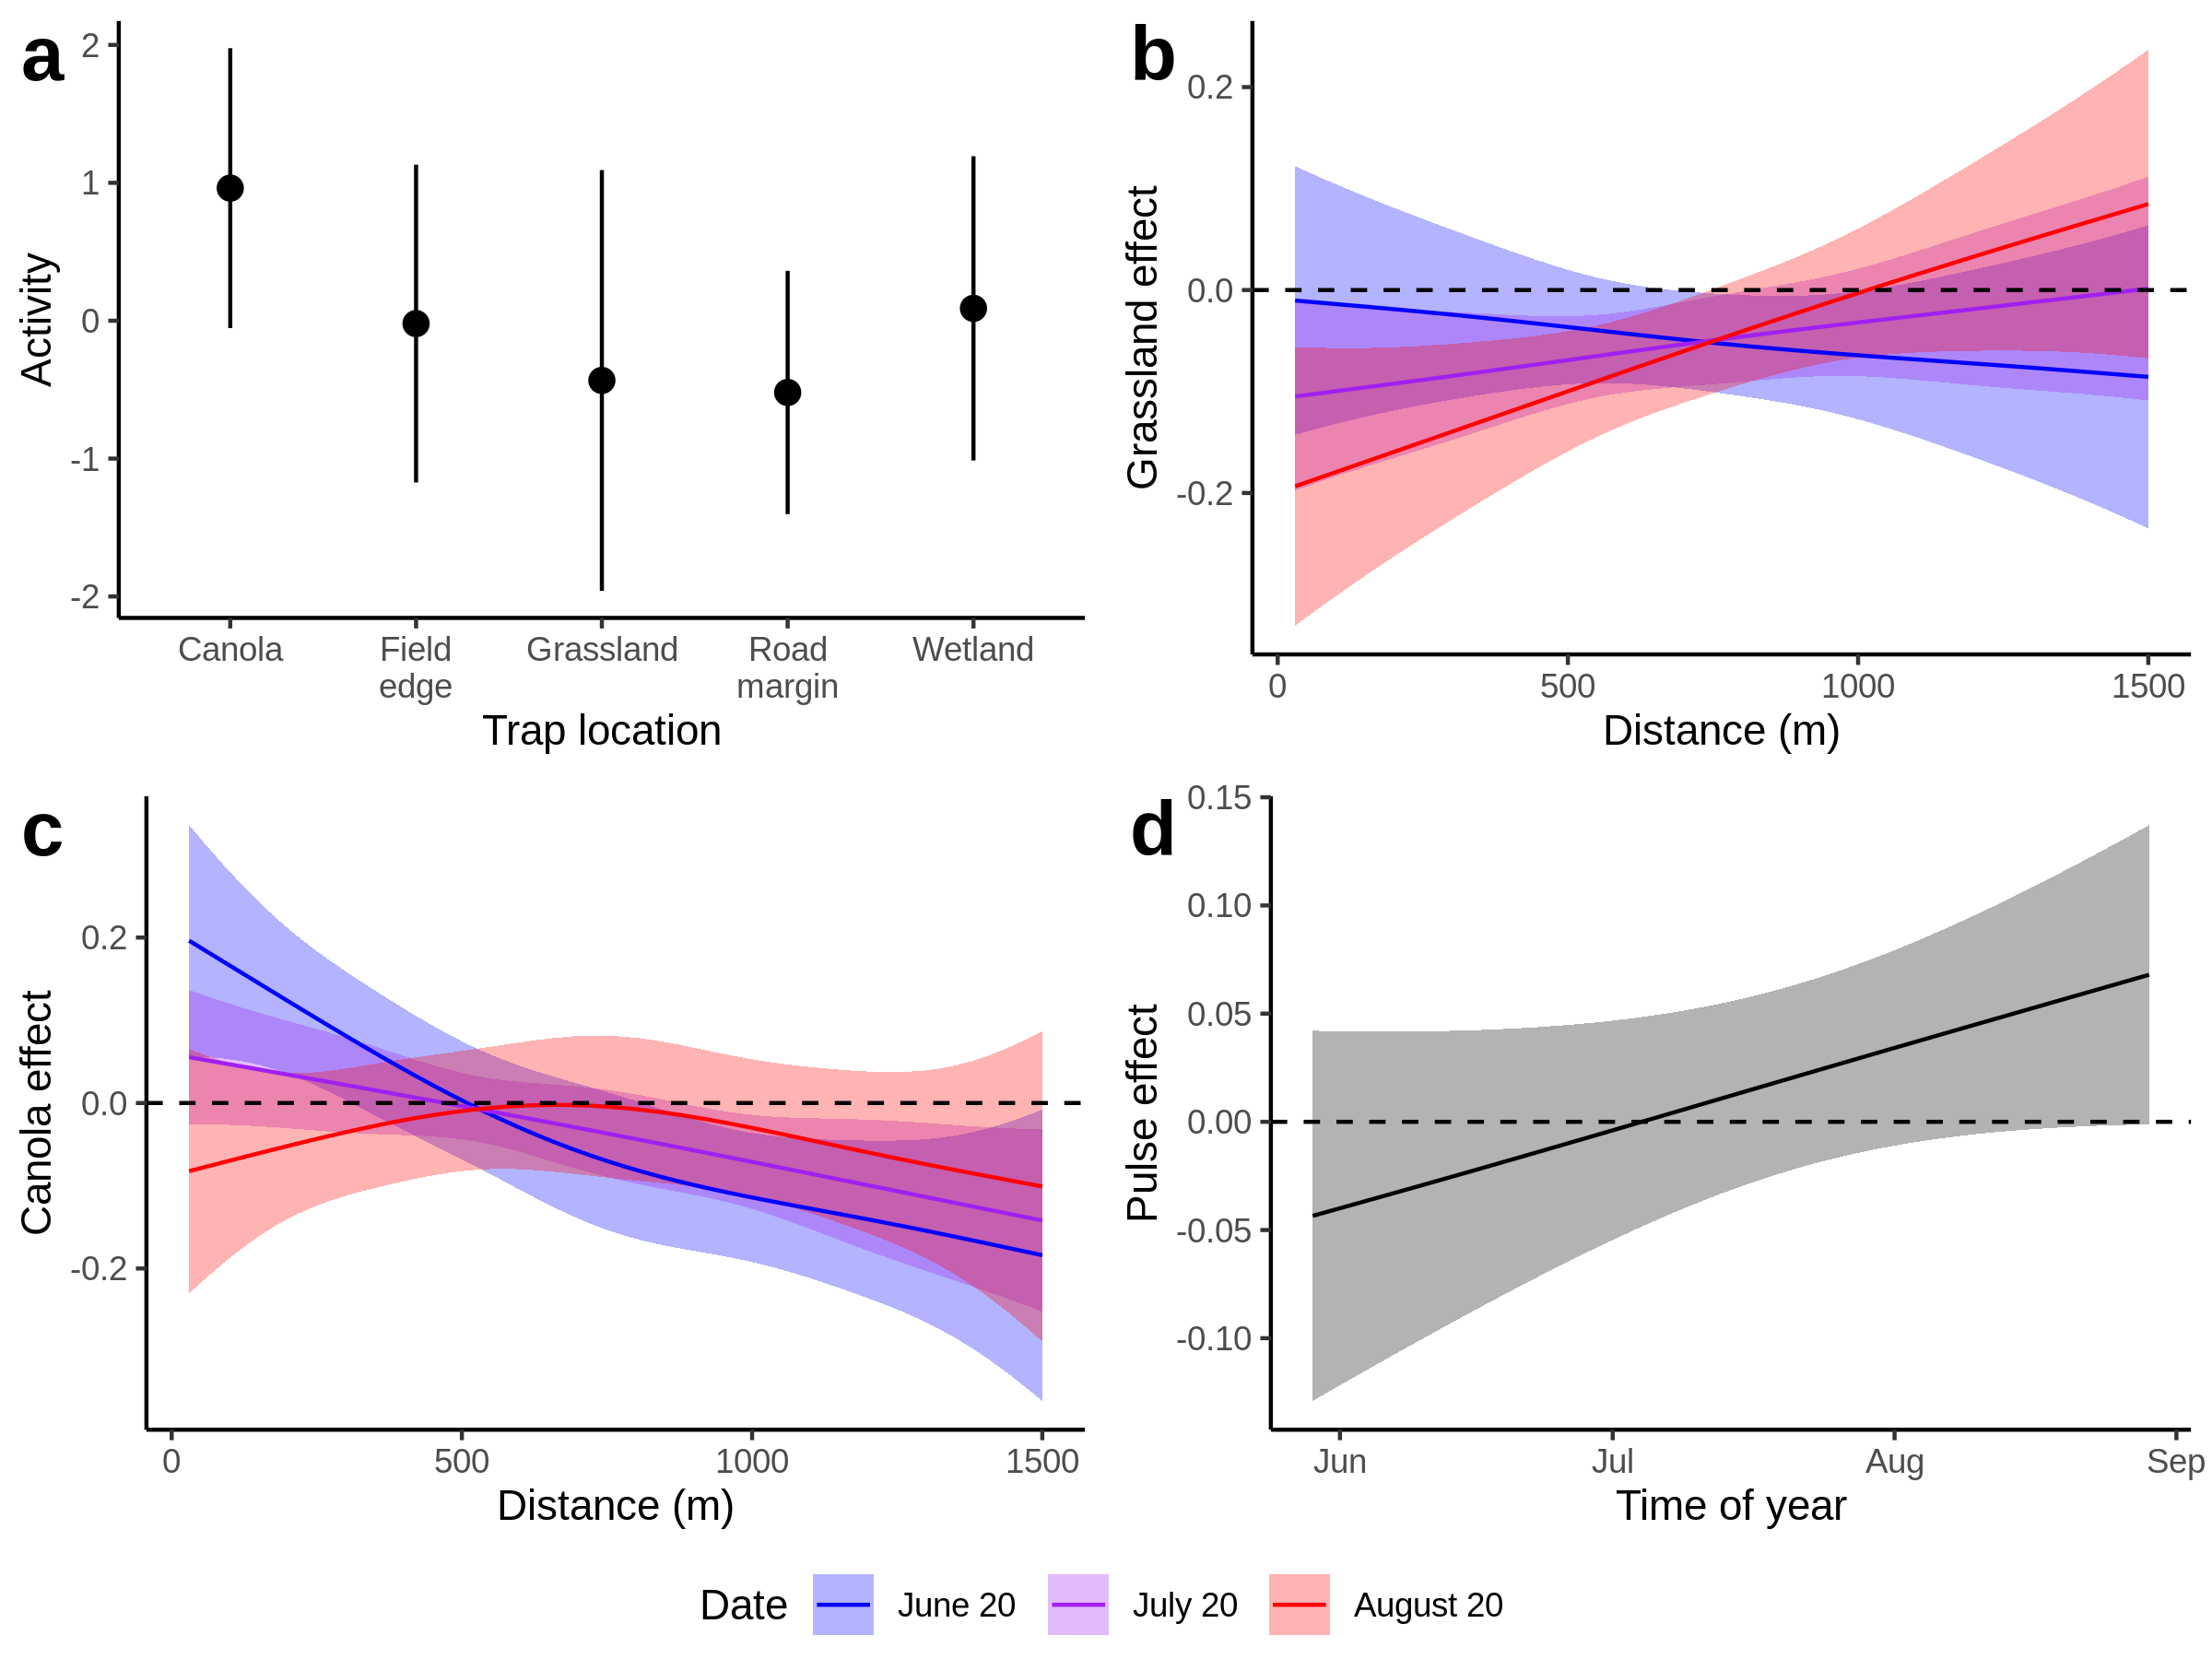 a
2
1
0
-1
-2
Activity
Canola
Field
edge
Grassland
Road
margin
Wetland
Trap location
b
0.2
0.0
-0.2
Grassland effect
0
500
1000
1500
Distance (m)
c
0.2
0.0
-0.2
Canola effect
0
500
1000
1500
Distance (m)
d
0.15
0.10
0.05
0.00
-0.05
-0.10
Pulse effect
Jun
Jul
Aug
Sep
Time of year
Date
June 20
July 20
August 20